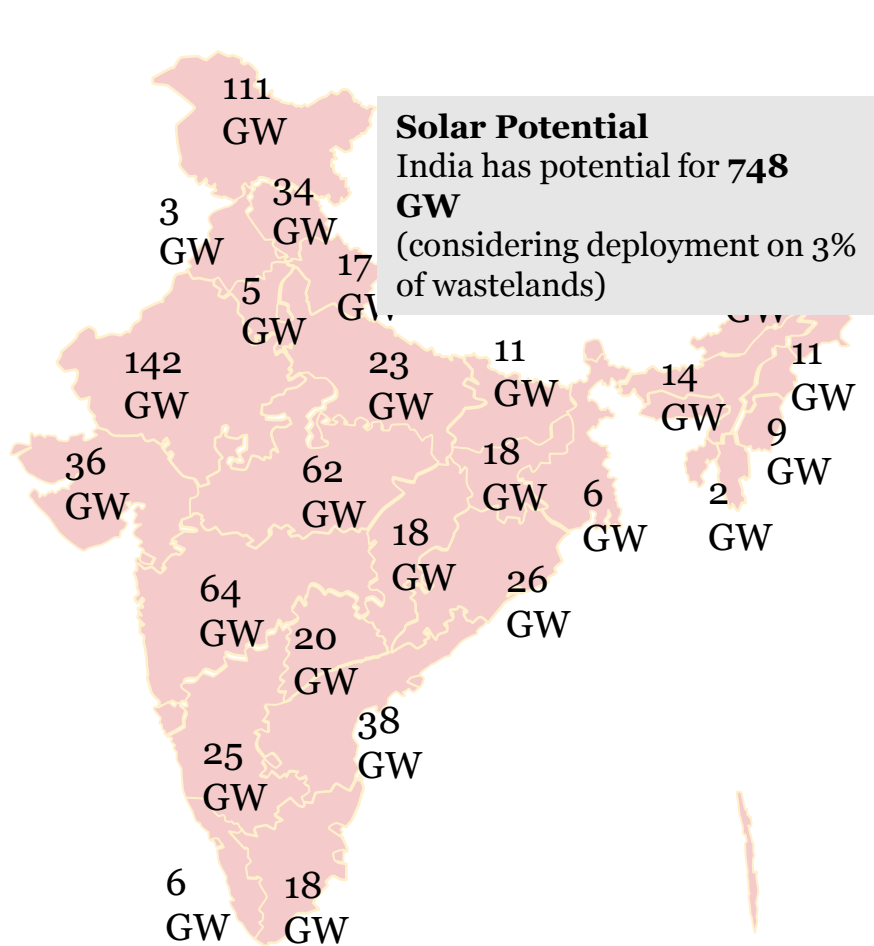 111
GW
Solar Potential
India has potential for 748
GW
(considering deployment on 3%
of wastelands)
34
GW
3
GW
17
GW
5
GW
GW
142
GW
23
GW
11
GW
14
GW
11
GW
9
GW
36
GW
62
GW
18
GW
6
GW
2
GW
18
GW
26
GW
64
GW
20
GW
38
GW
25
GW
6
GW
18
GW